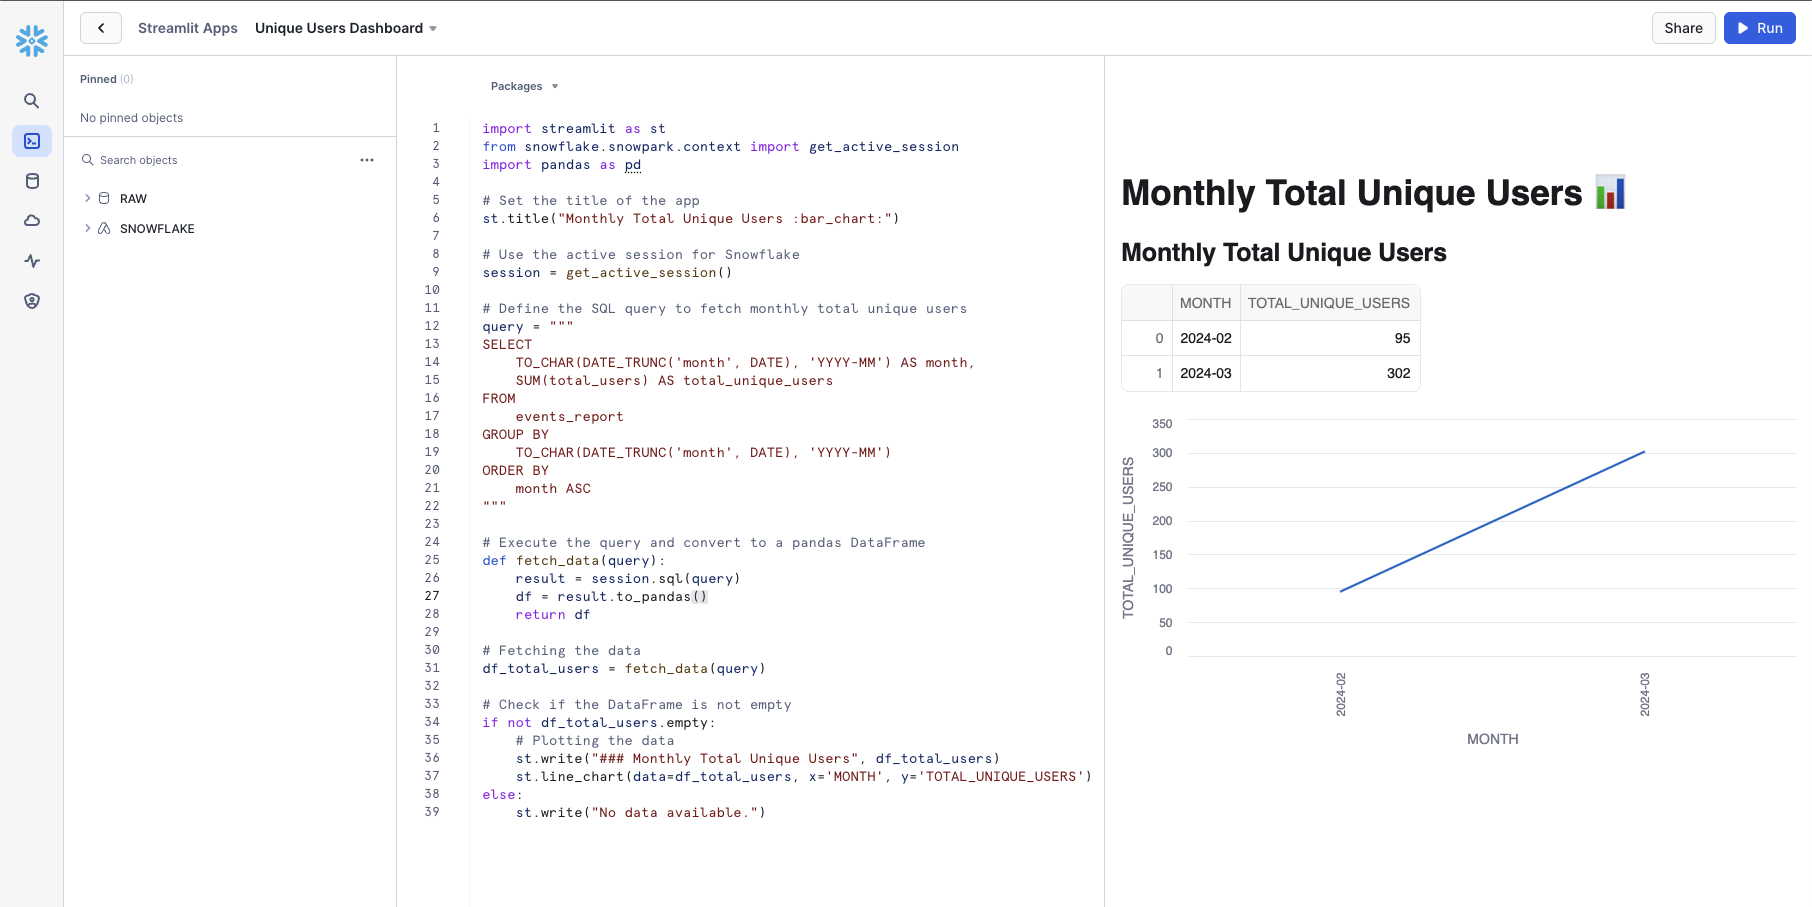 Streamlit Apps
Unique Users Dashboard
Share
Run
Pinned (0)
No pinned objects
Search objects
RAW
SNOWFLAKE
Packages
1 import streamlit as st
2 from snowflake.snowpark.context import get_active_session
3 import pandas as pd
4
5 # Set the title of the app
6 st.title("Monthly Total Unique Users :bar_chart:")
7
8 # Use the active session for Snowflake
9 session = get_active_session()
10
11 # Define the SQL query to fetch monthly total unique users
12 query = """
13 SELECT
14     TO_CHAR(DATE_TRUNC('month', DATE), 'YYYY-MM') AS month,
15     SUM(total_users) AS total_unique_users
16 FROM
17     events_report
18 GROUP BY
19     TO_CHAR(DATE_TRUNC('month', DATE), 'YYYY-MM')
20 ORDER BY
21     month ASC
22 """
23
24 # Execute the query and convert to a pandas DataFrame
25 def fetch_data(query):
26     result = session.sql(query)
27     df = result.to_pandas()
28     return df
29
30 # Fetching the data
31 df_total_users = fetch_data(query)
32
33 # Check if the DataFrame is not empty
34 if not df_total_users.empty:
35     # Plotting the data
36     st.write("### Monthly Total Unique Users", df_total_users)
37     st.line_chart(data=df_total_users, x='MONTH', y='TOTAL_UNIQUE_USERS')
38 else:
39     st.write("No data available.")
Monthly Total Unique Users
Monthly Total Unique Users
MONTH TOTAL_UNIQUE_USERS
0 2024-02 95
1 2024-03 302
350
300
250
200
150
100
50
0
TOTAL_UNIQUE_USERS
2024-02
2024-03
MONTH